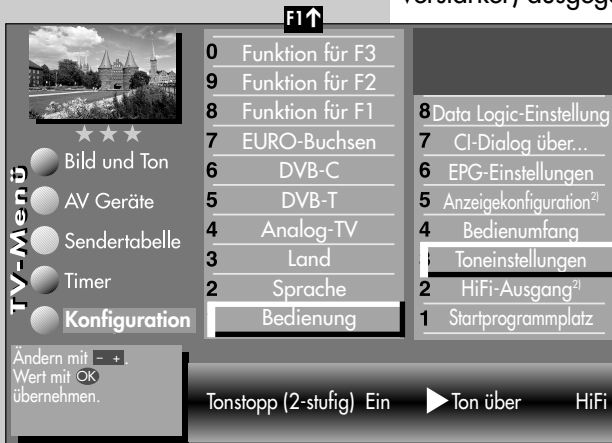 Verstärker/ ausgege
F1↑
TV-Menü
Bild und Ton
AV Geräte
Sendertabelle
Timer
Konfiguration
Ändern mit - + .
Wert mit OK
übernehmen.
0 Funktion für F3
9 Funktion für F2
8 Funktion für F1
7 EURO-Buchsen
6 DVB-C
5 DVB-T
4 Analog-TV
3 Land
2 Sprache
Bedienung
8 Data Logic-Einstellung
7 CI-Dialog über...
6 EPG-Einstellungen
5 Anzeigekonfiguration2)
4 Bedienumfang
3 Toneinstellungen
2 HiFi-Ausgang2)
1 Startprogrammplatz
Tonstopp (2-stufig) Ein ▶Ton über HiFi